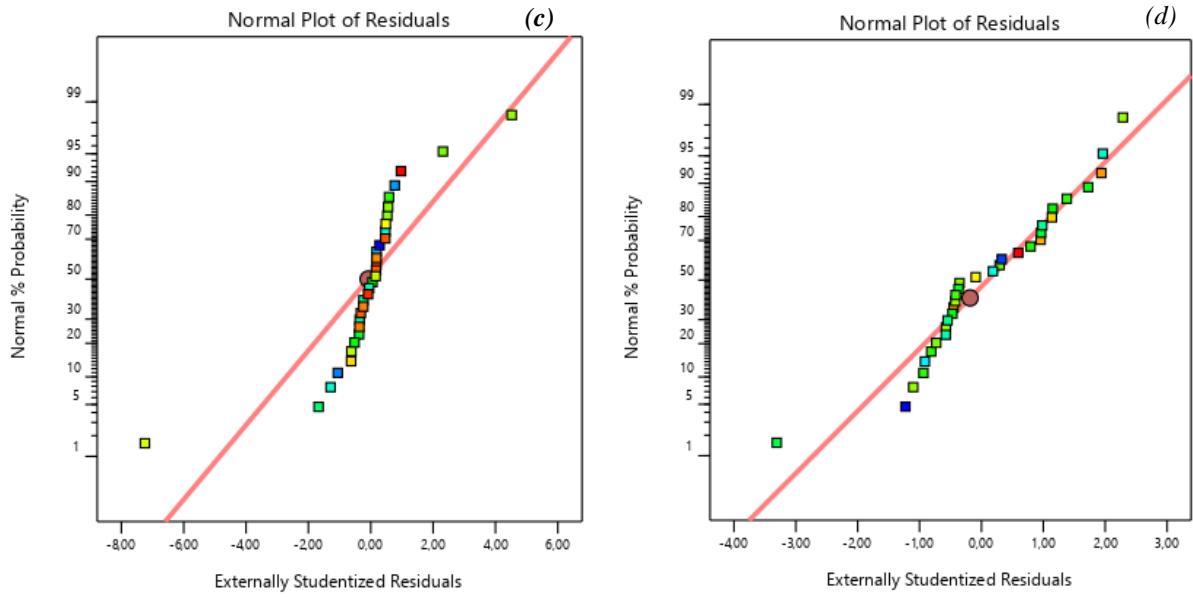 Normal Plot of Residuals
(c)
Normal % Probability
99
95
90
80
70
50
30
20
10
5
1
-8,00 -6,00 -4,00 -2,00 0,00 2,00 4,00 6,00
Externally Studentized Residuals
Normal Plot of Residuals
(d)
Normal % Probability
99
95
90
80
70
50
30
20
10
5
1
-4,00 -3,00 -2,00 -1,00 0,00 1,00 2,00 3,00
Externally Studentized Residuals